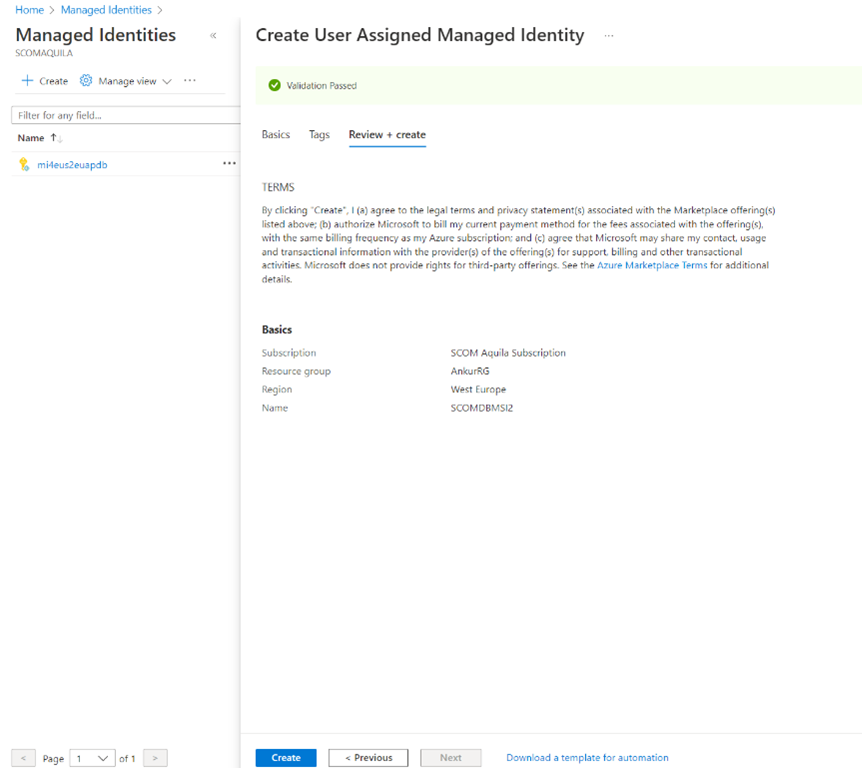 Home > Managed Identities >
Managed Identities
SCOMAQUILA
Create Manage view ...
Filter for any field...
Name
mi4eus2euapdb ...
Page 1 of 1
Create User Assigned Managed Identity ...
Validation Passed
Basics Tags Review + create
TERMS
By clicking "Create", I (a) agree to the legal terms and privacy statement(s) associated with the Marketplace offering(s)
listed above; (b) authorize Microsoft to bill my current payment method for the fees associated with the offering(s),
with the same billing frequency as my Azure subscription; and (c) agree that Microsoft may share my contact, usage
and transactional information with the provider(s) of the offering(s) for support, billing and other transactional
activities. Microsoft does not provide rights for third-party offerings. See the Azure Marketplace Terms for additional
details.
Basics
Subscription SCOM Aquila Subscription
Resource group AnkurRG
Region West Europe
Name SCOMDBMSI2
Create < Previous Next Download a template for automation